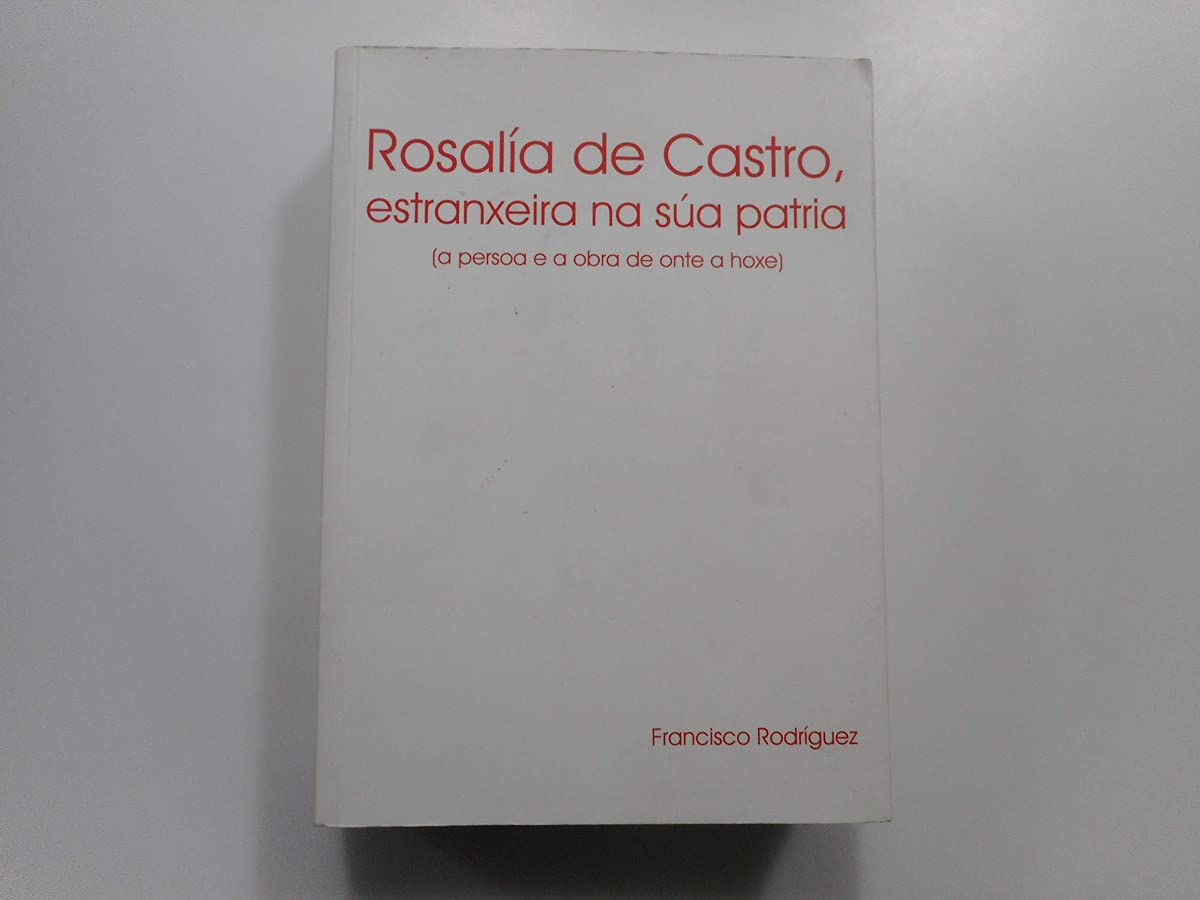 Rosalía de Castro,
estranxeira na súa patria
(a persoa e a obra de onte a hoxe)
Francisco Rodríguez